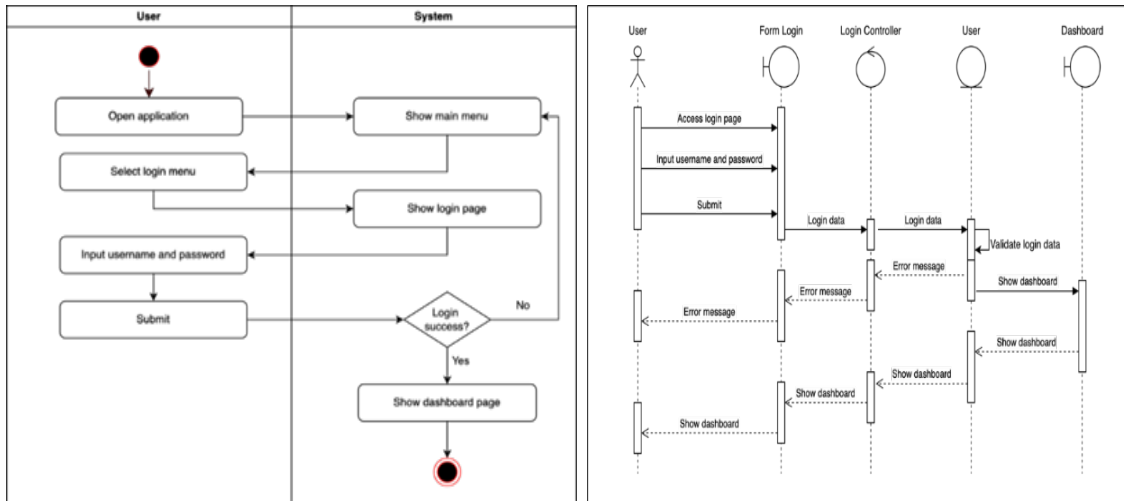 User
System
Open application
Show main menu
Select login menu
Show login page
Input username and password
Submit
Login
success?
No
Yes
Show dashboard page
User
Form Login
Login Controller
User
Dashboard
Access login page
Input username and password
Submit
Login data
Login data
Validate login data
Error message
Show dashboard
Error message
Error message
Show dashboard
Show dashboard
Show dashboard
Show dashboard